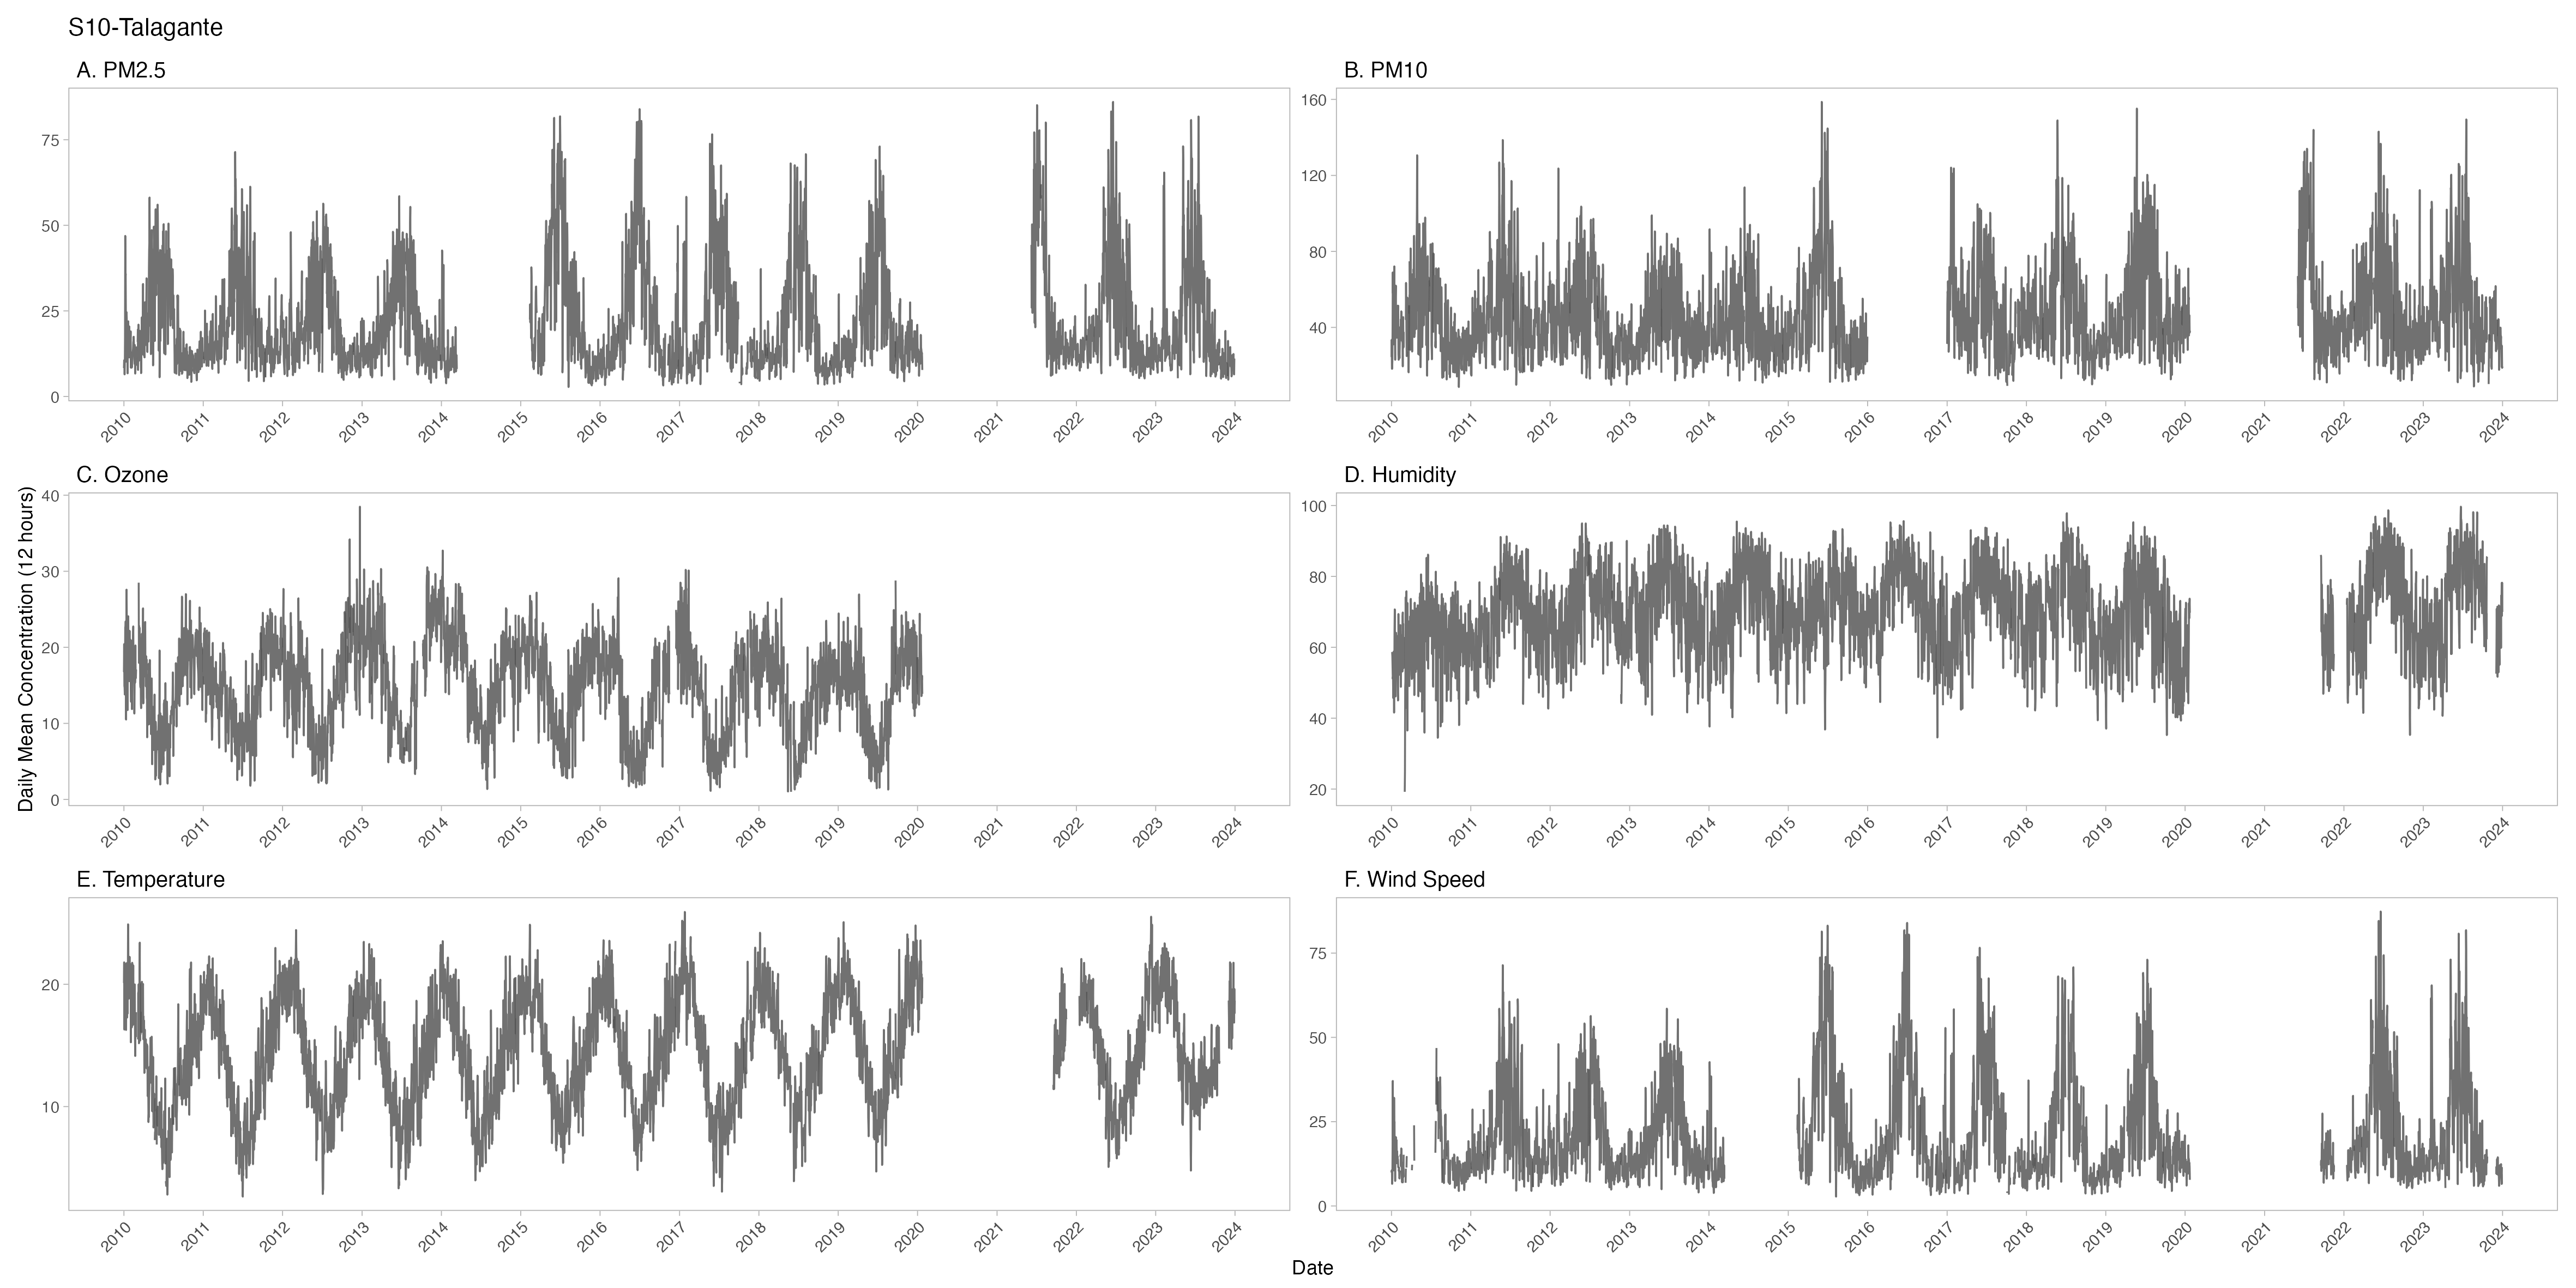 S10-Talagante
A. PM2.5
75
50
25
0
2010 2011 2012 2013 2014 2015 2016 2017 2018 2019 2020 2021 2022 2023 2024
B. PM10
160
120
80
40
2010 2011 2012 2013 2014 2015 2016 2017 2018 2019 2020 2021 2022 2023 2024
Daily Mean Concentration (12 hours)
C. Ozone
40
30
20
10
0
2010 2011 2012 2013 2014 2015 2016 2017 2018 2019 2020 2021 2022 2023 2024
D. Humidity
100
80
60
40
20
2010 2011 2012 2013 2014 2015 2016 2017 2018 2019 2020 2021 2022 2023 2024
E. Temperature
20
10
2010 2011 2012 2013 2014 2015 2016 2017 2018 2019 2020 2021 2022 2023 2024
F. Wind Speed
75
50
25
0
2010 2011 2012 2013 2014 2015 2016 2017 2018 2019 2020 2021 2022 2023 2024
Date